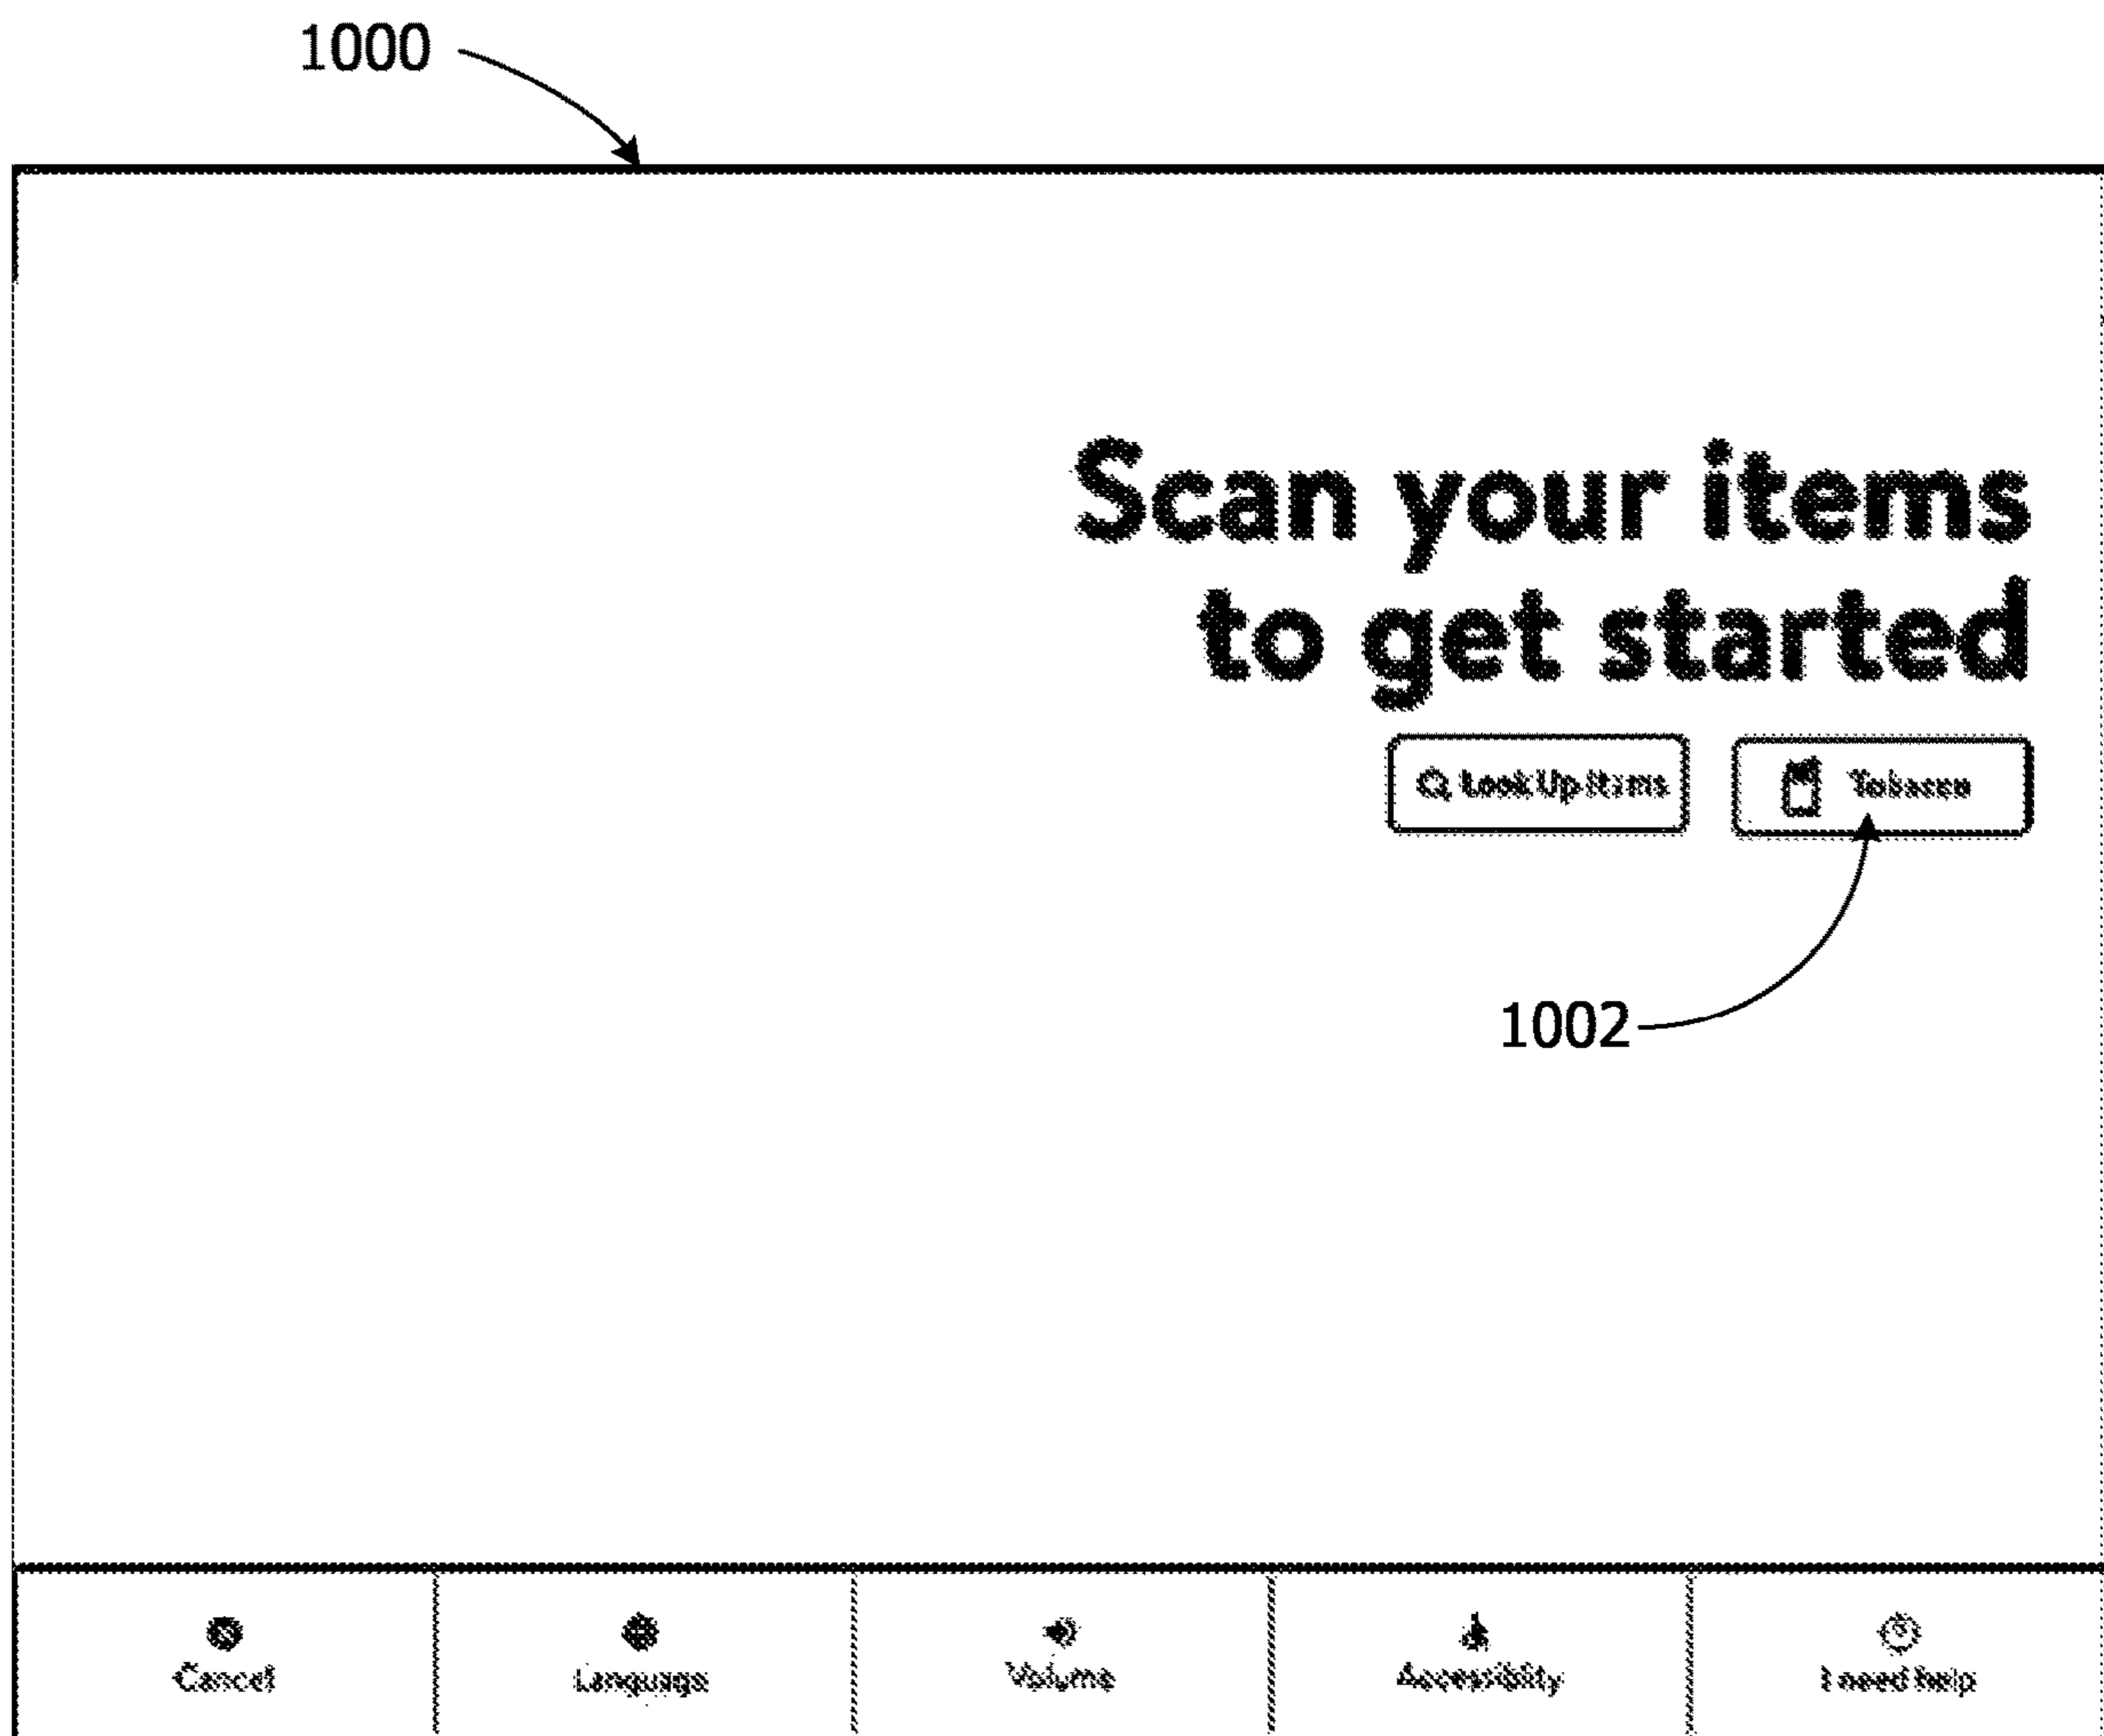 1000
Scan your items
to get started
Look Up Items
Tobacco
1002
Cancel
Language
Volume
Accessibility
I need help